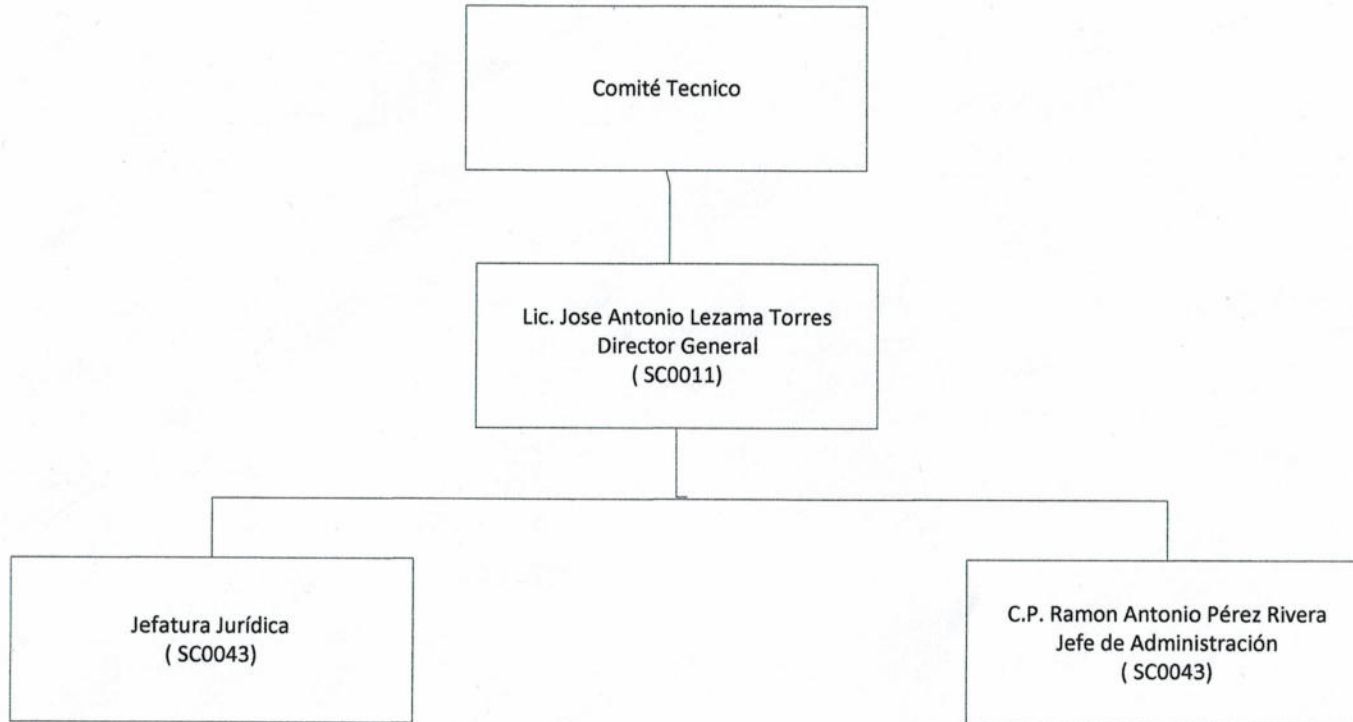 Comité Tecnico
Lic. Jose Antonio Lezama Torres
Director General
( SC0011)
Jefatura Jurídica
( SC0043)
C.P. Ramon Antonio Pérez Rivera
Jefe de Administración
( SC0043)